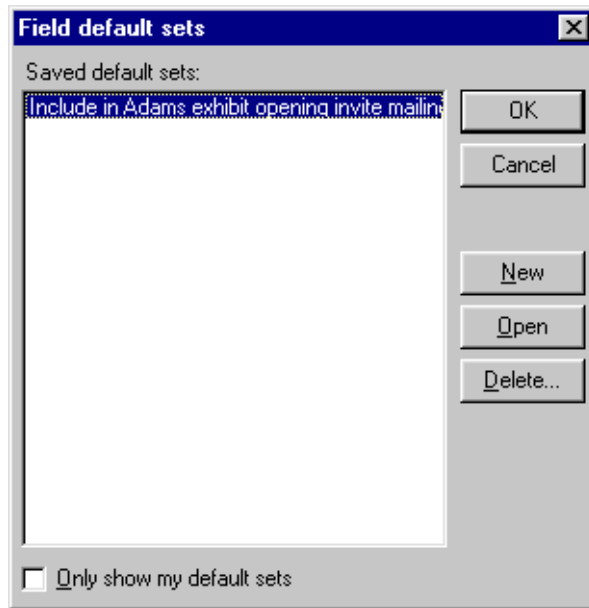 Field default sets
Saved default sets:
Include in Adams exhibit opening invite mailing
OK
Cancel
New
Open
Delete...
Only show my default sets